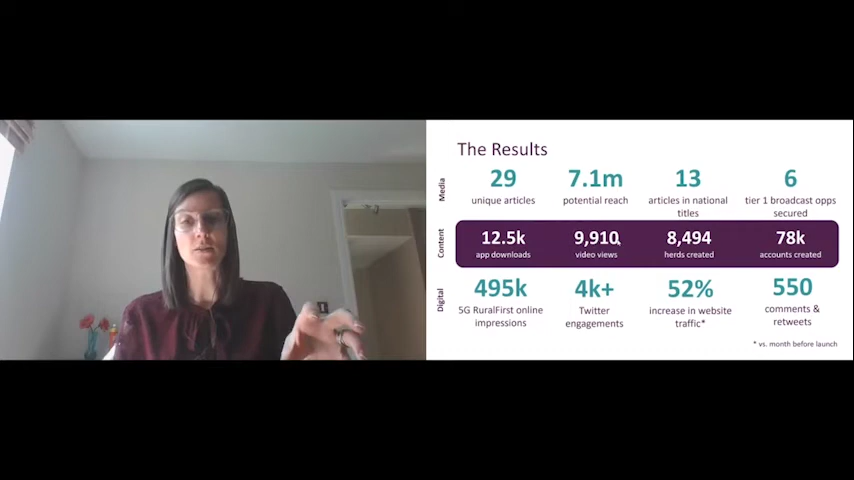 The Results
Media
29
7.1m
13
6
unique articles
potential reach
articles in national
titles
tier 1 broadcast opps
secured
Content
12.5k
9,910
8,494
78k
app downloads
video views
herds created
accounts created
Digital
495k
4k+
52%
550
5G RuralFirst online
impressions
Twitter
engagements
increase in website
traffic*
comments &
retweets
* vs. month before launch